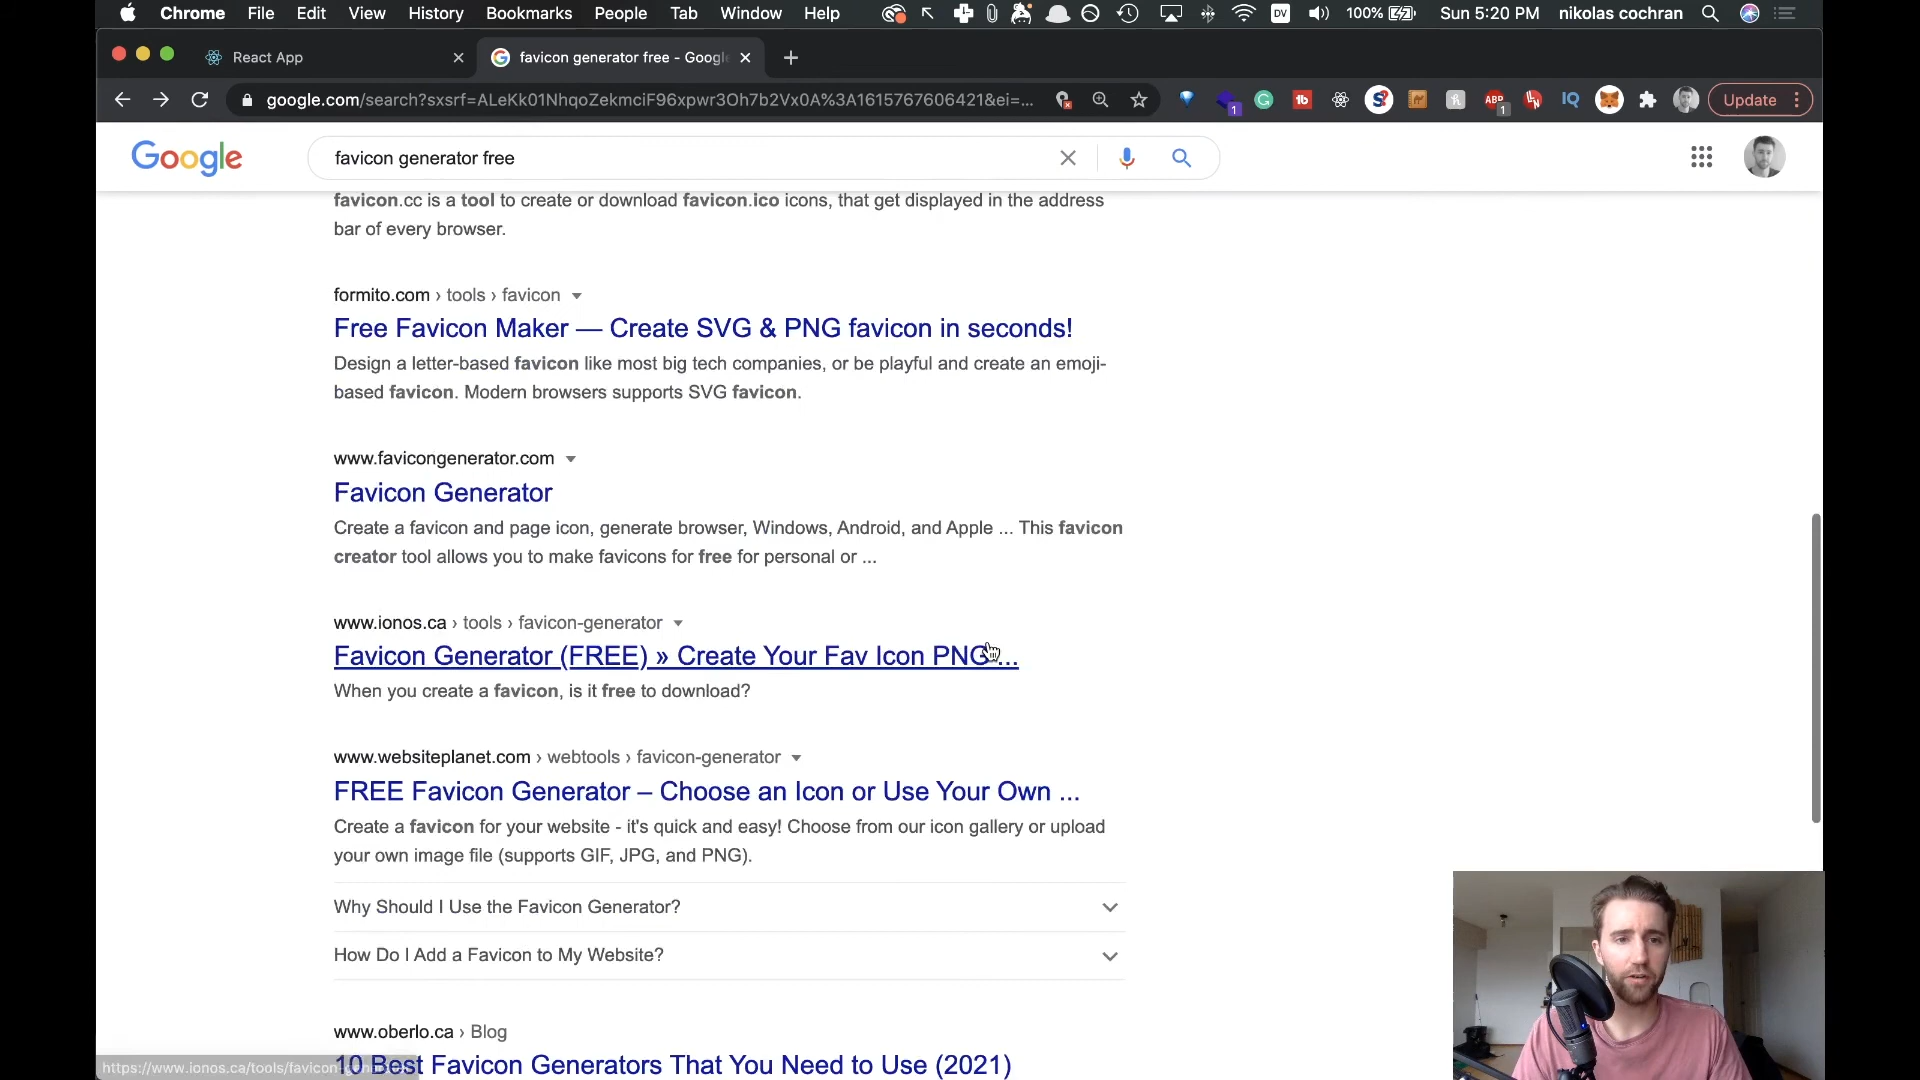 Chrome File Edit View History Bookmarks People Tab Window Help DV 100% Sun 5:20 PM nikolas cochran
React App
favicon generator free - Google
google.com/search?sxsrf=ALeKk01NhqoZekmciF96xpwr3Oh7b2Vx0A%3A1615767606421&ei=...
1 G tb ABP 1 IQ Update
Google
favicon generator free
favicon.cc is a tool to create or download favicon.ico icons, that get displayed in the address
bar of every browser.
formito.com › tools › favicon
Free Favicon Maker — Create SVG & PNG favicon in seconds!
Design a letter-based favicon like most big tech companies, or be playful and create an emoji-
based favicon. Modern browsers supports SVG favicon.
www.favicongenerator.com
Favicon Generator
Create a favicon and page icon, generate browser, Windows, Android, and Apple ... This favicon
creator tool allows you to make favicons for free for personal or ...
www.ionos.ca › tools › favicon-generator
Favicon Generator (FREE) » Create Your Fav Icon PNG ...
When you create a favicon, is it free to download?
www.websiteplanet.com › webtools › favicon-generator
FREE Favicon Generator – Choose an Icon or Use Your Own ...
Create a favicon for your website - it's quick and easy! Choose from our icon gallery or upload
your own image file (supports GIF, JPG, and PNG).
Why Should I Use the Favicon Generator?
How Do I Add a Favicon to My Website?
www.oberlo.ca › Blog
10 Best Favicon Generators That You Need to Use (2021)
https://www.ionos.ca/tools/favicon